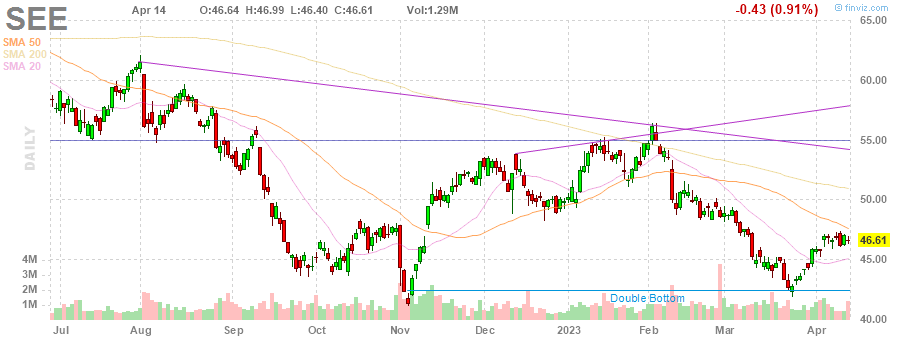 SEE
Apr 14 O:46.64 H:46.99 L:46.40 C:46.61 Vol:1.29M -0.43 (0.91%)
© finviz.com
SMA 50
SMA 200
SMA 20
DAILY
65.00
60.00
55.00
50.00
46.61
45.00
40.00
4M
3M
2M
1M
Double Bottom
Jul Aug Sep Oct Nov Dec 2023 Feb Mar Apr